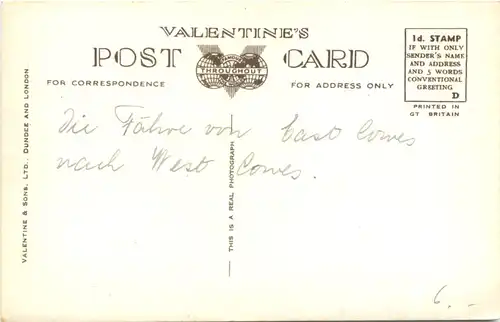 VALENTINE'S
POST CARD
THROUGHOUT
FOR CORRESPONDENCE
FOR ADDRESS ONLY
1d. STAMP
IF WITH ONLY
SENDER'S NAME
AND ADDRESS
AND 5 WORDS
CONVENTIONAL
GREETING
D
PRINTED IN
GT BRITAIN
VALENTINE & SONS, LTD., DUNDEE AND LONDON
Die Fähre von East Cowes
nach West Cowes.
THIS IS A REAL PHOTOGRAPH
6.-